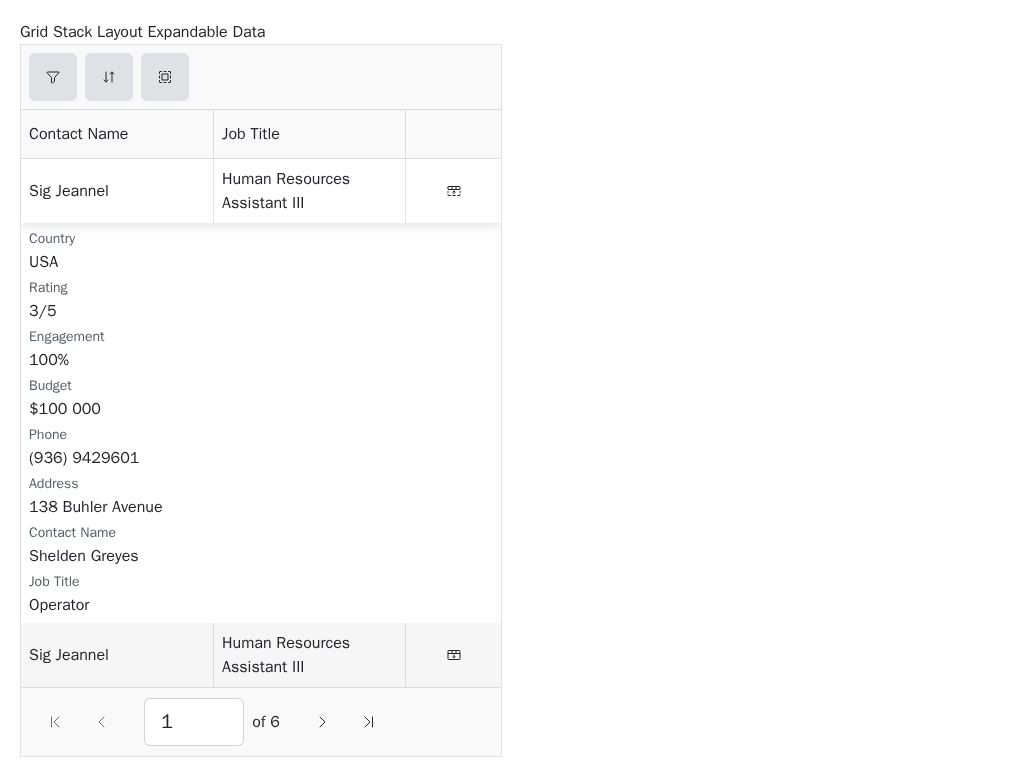 Grid Stack Layout Expandable Data
Contact Name
Job Title
Sig Jeannel
Human Resources
Assistant III
Country
USA
Rating
3/5
Engagement
100%
Budget
$100 000
Phone
(936) 9429601
Address
138 Buhler Avenue
Contact Name
Shelden Greyes
Job Title
Operator
Sig Jeannel
Human Resources
Assistant III
1 of 6